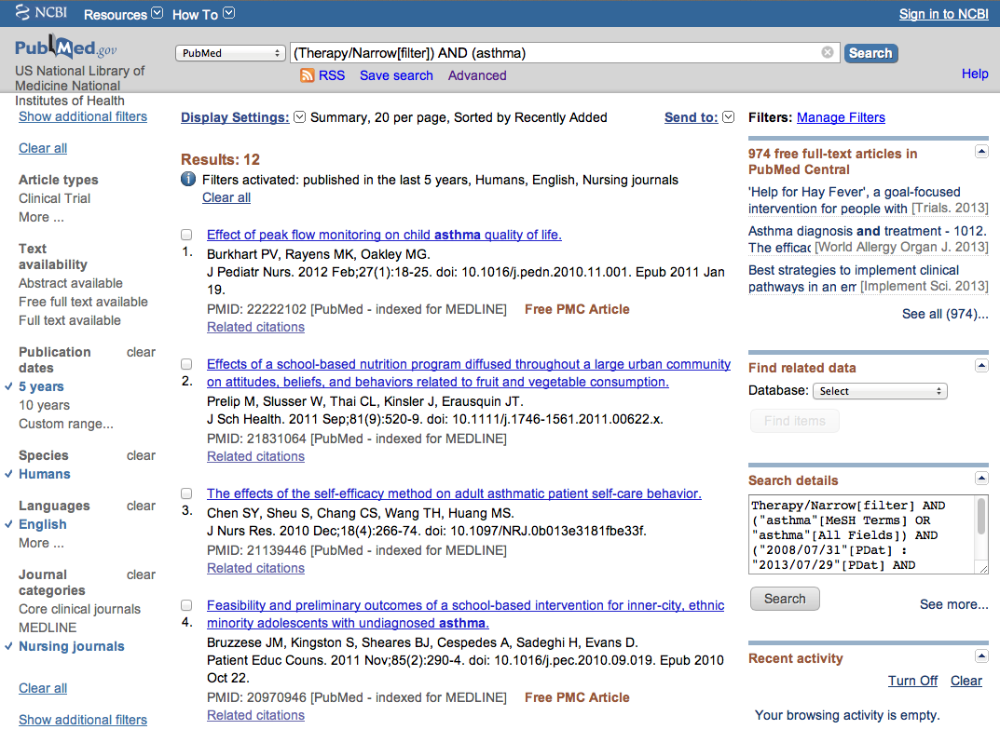 NCBI Resources How To Sign in to NCBI
PubMed.gov
US National Library of
Medicine National
Institutes of Health
PubMed
(Therapy/Narrow[filter]) AND (asthma)
Search
RSS Save search Advanced
Help
Show additional filters
Clear all
Article types
Clinical Trial
More ...
Text
availability
Abstract available
Free full text available
Full text available
Publication clear
dates
5 years
10 years
Custom range...
Species clear
Humans
Languages clear
English
More ...
Journal clear
categories
Core clinical journals
MEDLINE
Nursing journals
Clear all
Show additional filters
Display Settings: Summary, 20 per page, Sorted by Recently Added Send to:
Results: 12
Filters activated: published in the last 5 years, Humans, English, Nursing journals
Clear all
Effect of peak flow monitoring on child asthma quality of life.
1. Burkhart PV, Rayens MK, Oakley MG.
J Pediatr Nurs. 2012 Feb;27(1):18-25. doi: 10.1016/j.pedn.2010.11.001. Epub 2011 Jan
19.
PMID: 22222102 [PubMed - indexed for MEDLINE] Free PMC Article
Related citations
Effects of a school-based nutrition program diffused throughout a large urban community
2. on attitudes, beliefs, and behaviors related to fruit and vegetable consumption.
Prelip M, Slusser W, Thai CL, Kinsler J, Erausquin JT.
J Sch Health. 2011 Sep;81(9):520-9. doi: 10.1111/j.1746-1561.2011.00622.x.
PMID: 21831064 [PubMed - indexed for MEDLINE]
Related citations
The effects of the self-efficacy method on adult asthmatic patient self-care behavior.
3. Chen SY, Sheu S, Chang CS, Wang TH, Huang MS.
J Nurs Res. 2010 Dec;18(4):266-74. doi: 10.1097/NRJ.0b013e3181fbe33f.
PMID: 21139446 [PubMed - indexed for MEDLINE]
Related citations
Feasibility and preliminary outcomes of a school-based intervention for inner-city, ethnic
4. minority adolescents with undiagnosed asthma.
Bruzzese JM, Kingston S, Sheares BJ, Cespedes A, Sadeghi H, Evans D.
Patient Educ Couns. 2011 Nov;85(2):290-4. doi: 10.1016/j.pec.2010.09.019. Epub 2010
Oct 22.
PMID: 20970946 [PubMed - indexed for MEDLINE] Free PMC Article
Related citations
Filters: Manage Filters
974 free full-text articles in
PubMed Central
'Help for Hay Fever', a goal-focused
intervention for people with [Trials. 2013]
Asthma diagnosis and treatment - 1012.
The efficac [World Allergy Organ J. 2013]
Best strategies to implement clinical
pathways in an em [Implement Sci. 2013]
See all (974)...
Find related data
Database: Select
Find items
Search details
Therapy/Narrow[filter] AND
("asthma"[MeSH Terms] OR
"asthma"[All Fields]) AND
("2008/07/31"[PDat] :
"2013/07/29"[PDat] AND
Search
See more...
Recent activity
Turn Off Clear
Your browsing activity is empty.